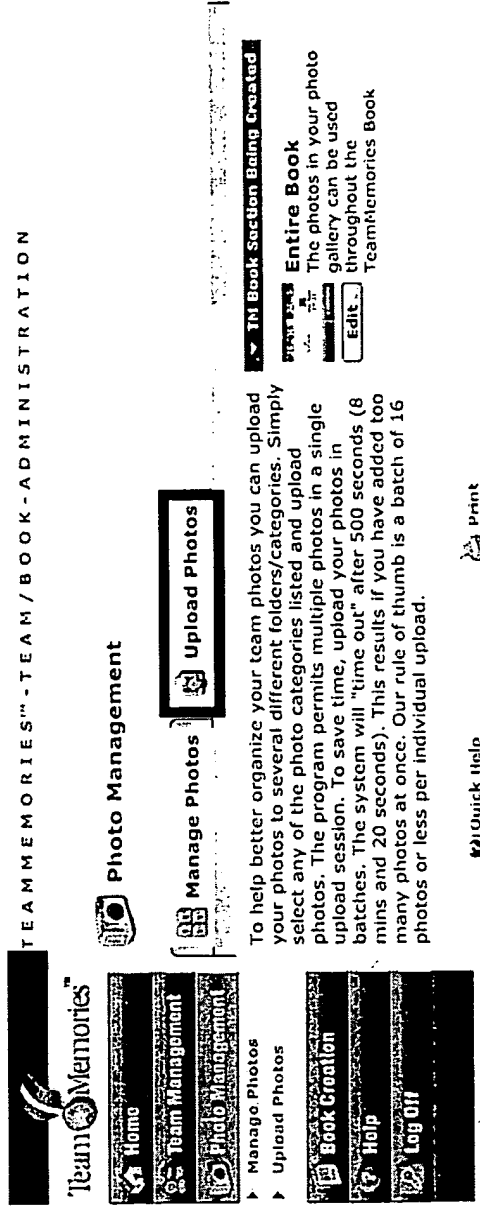 TEAMMEMORIES™-TEAM/BOOK-ADMINISTRATION
TeamMemories™
Home
Team Management
Photo Management
Manage Photos
Upload Photos
Book Creation
Help
Log Off
Photo Management
Manage Photos
Upload Photos
To help better organize your team photos you can upload
your photos to several different folders/categories. Simply
select any of the photo categories listed and upload
photos. The program permits multiple photos in a single
upload session. To save time, upload your photos in
batches. The system will "time out" after 500 seconds (8
mins and 20 seconds). This results if you have added too
many photos at once. Our rule of thumb is a batch of 16
photos or less per individual upload.
TM Book Section Being Created
Entire Book
The photos in your photo
gallery can be used
throughout the
TeamMemories Book
Edit
Quick Help
Print